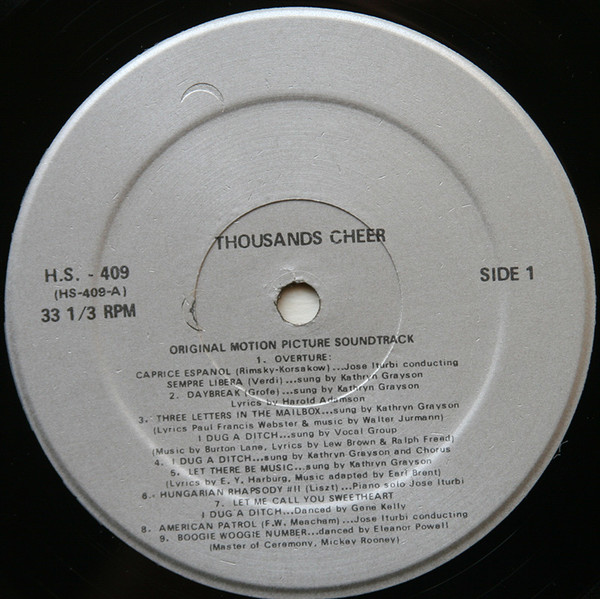 THOUSANDS CHEER
H.S. - 409
(HS-409-A)
33 1/3 RPM
SIDE 1
ORIGINAL MOTION PICTURE SOUNDTRACK
1. OVERTURE:
CAPRICE ESPANOL (Rimsky-Korsakow)...Jose Iturbi conducting
SEMPRE LIBERA (Verdi)...sung by Kathryn Grayson
2. DAYBREAK (Grofe)...sung by Kathryn Grayson
Lyrics by Harold Adamson
3. THREE LETTERS IN THE MAILBOX...sung by Kathryn Grayson
(Lyrics Paul Francis Webster & music by Walter Jurmann)
I DUG A DITCH...sung by Vocal Group
(Music by Burton Lane, Lyrics by Lew Brown & Ralph Freed)
4. I DUG A DITCH...sung by Kathryn Grayson and Chorus
5. LET THERE BE MUSIC...sung by Kathryn Grayson
(Lyrics by E. Y. Harburg, Music adapted by Earl Brent)
6. HUNGARIAN RHAPSODY #11 (Liszt)...Piano solo Jose Iturbi
7. LET ME CALL YOU SWEETHEART
I DUG A DITCH...Danced by Gene Kelly
8. AMERICAN PATROL (F.W. Meacham)...Jose Iturbi conducting
9. BOOGIE WOOGIE NUMBER...danced by Eleanor Powell
(Master of Ceremony, Mickey Rooney)